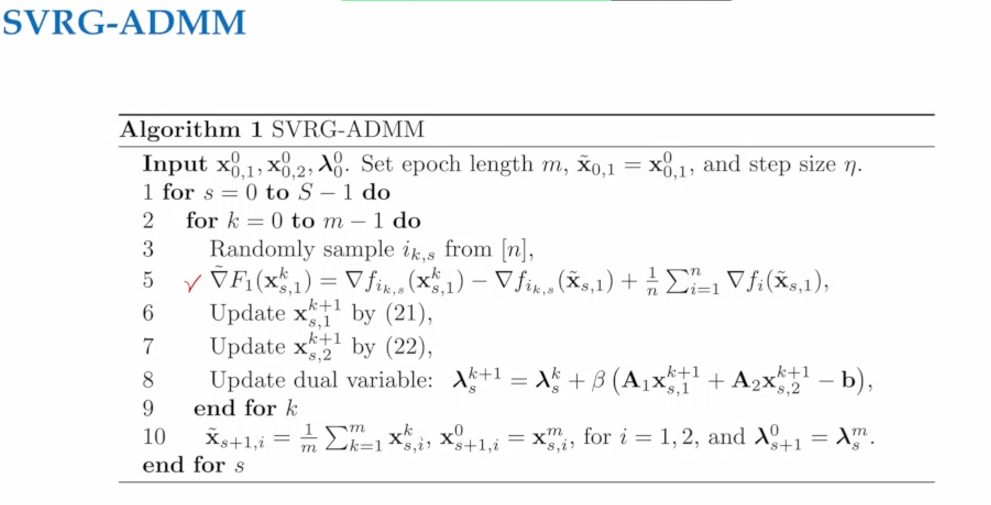 SVRG-ADMM
Algorithm 1 SVRG-ADMM
Input $\mathbf{x}_{0,1}^0, \mathbf{x}_{0,2}^0, \boldsymbol{\lambda}_0^0$. Set epoch length $m$, $\tilde{\mathbf{x}}_{0,1} = \mathbf{x}_{0,1}^0$, and step size $\eta$.
1 for $s = 0$ to $S - 1$ do
2 for $k = 0$ to $m - 1$ do
3 Randomly sample $i_{k,s}$ from $[n]$,
5 ✓ $\tilde{\nabla} F_1(\mathbf{x}_{s,1}^k) = \nabla f_{i_{k,s}}(\mathbf{x}_{s,1}^k) - \nabla f_{i_{k,s}}(\tilde{\mathbf{x}}_{s,1}) + \frac{1}{n} \sum_{i=1}^n \nabla f_i(\tilde{\mathbf{x}}_{s,1})$,
6 Update $\mathbf{x}_{s,1}^{k+1}$ by (21),
7 Update $\mathbf{x}_{s,2}^{k+1}$ by (22),
8 Update dual variable: $\boldsymbol{\lambda}_s^{k+1} = \boldsymbol{\lambda}_s^k + \beta \left( \mathbf{A}_1 \mathbf{x}_{s,1}^{k+1} + \mathbf{A}_2 \mathbf{x}_{s,2}^{k+1} - \mathbf{b} \right)$,
9 end for $k$
10 $\tilde{\mathbf{x}}_{s+1,i} = \frac{1}{m} \sum_{k=1}^m \mathbf{x}_{s,i}^k$, $\mathbf{x}_{s+1,i}^0 = \mathbf{x}_{s,i}^m$, for $i = 1, 2$, and $\boldsymbol{\lambda}_{s+1}^0 = \boldsymbol{\lambda}_s^m$.
end for $s$